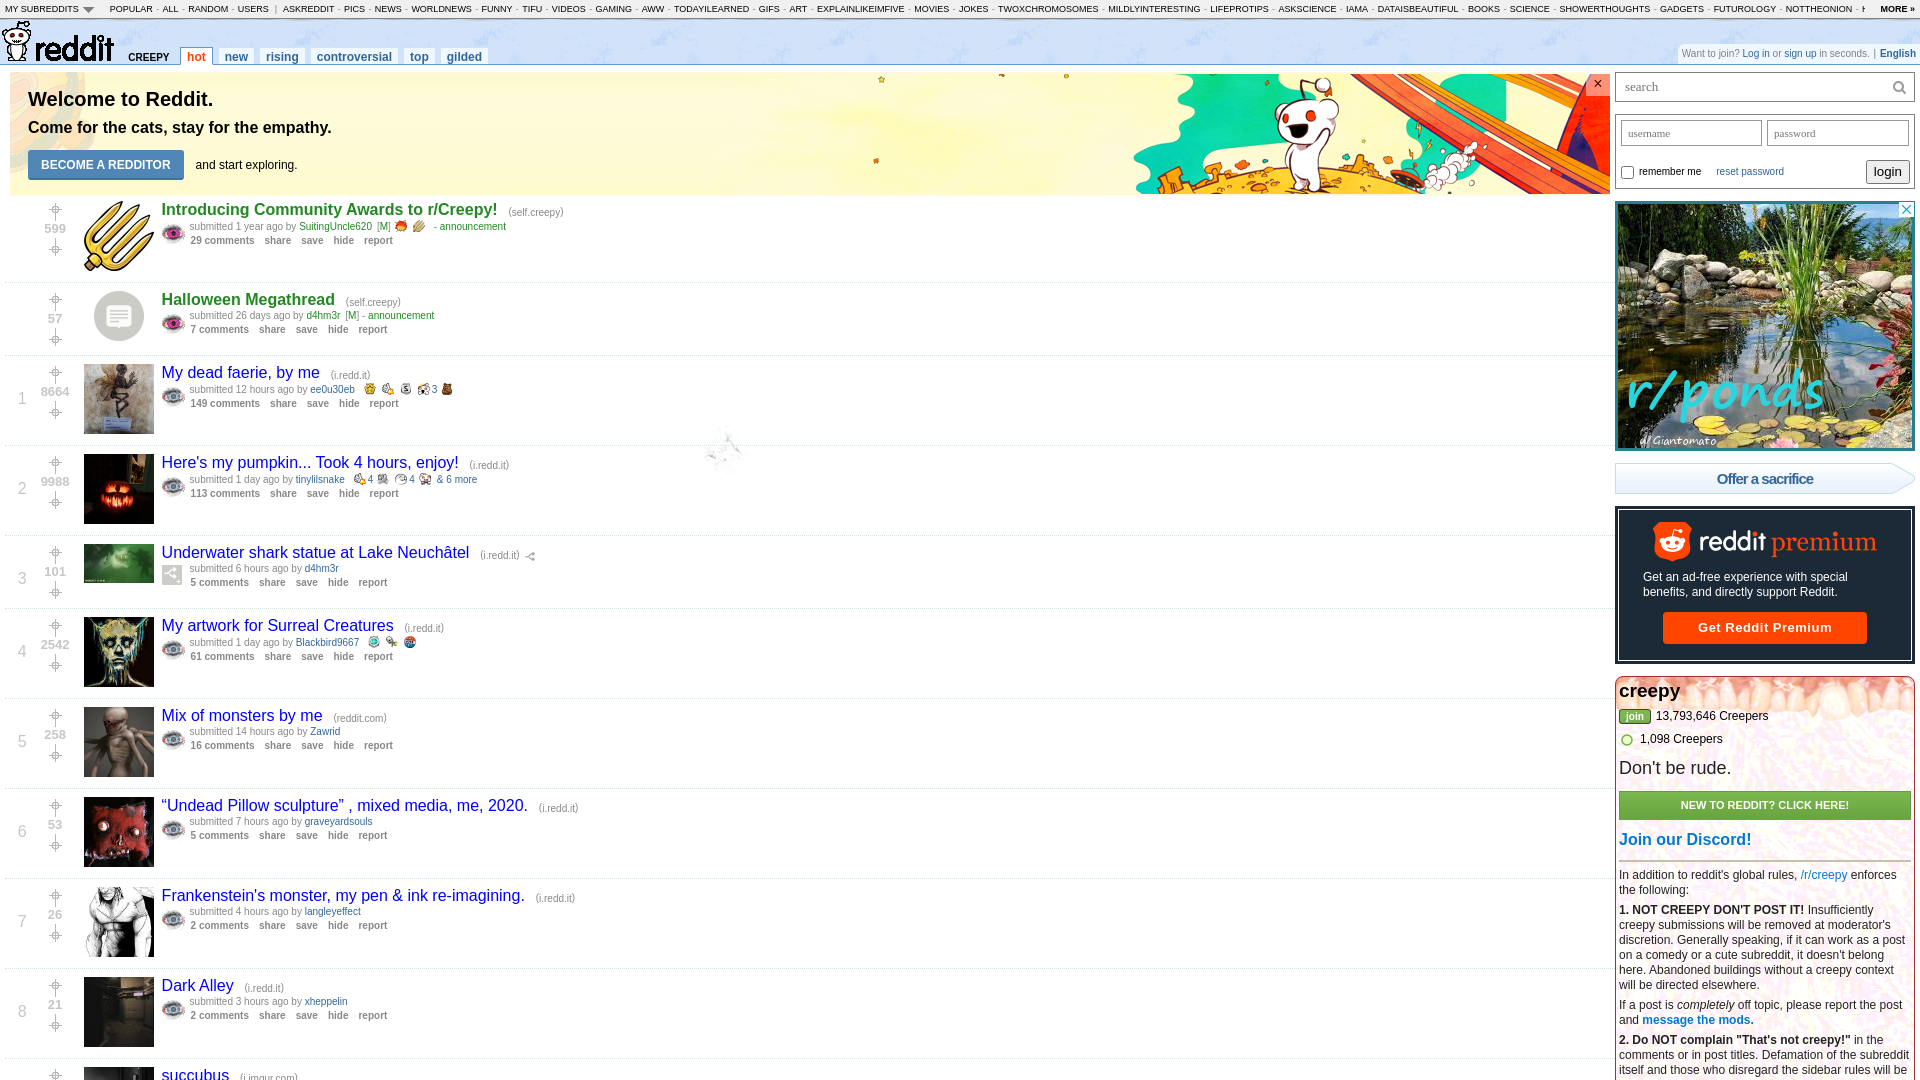 MY SUBREDDITS POPULAR - ALL - RANDOM - USERS | ASKREDDIT - PICS - NEWS - WORLDNEWS - FUNNY - TIFU - VIDEOS - GAMING - AWW - TODAYILEARNED - GIFS - ART - EXPLAINLIKEIMFIVE - MOVIES - JOKES - TWOXCHROMOSOMES - MILDLYINTERESTING - LIFEPROTIPS - ASKSCIENCE - IAMA - DATAISBEAUTIFUL - BOOKS - SCIENCE - SHOWERTHOUGHTS - GADGETS - FUTUROLOGY - NOTTHEONION - MORE »
reddit CREEPY hot new rising controversial top gilded
Want to join? Log in or sign up in seconds. | English
Welcome to Reddit.
Come for the cats, stay for the empathy.
BECOME A REDDITOR and start exploring.
×
599
Introducing Community Awards to r/Creepy! (self.creepy)
submitted 1 year ago by SuitingUncle620 [M] - announcement
29 comments share save hide report
57
Halloween Megathread (self.creepy)
submitted 26 days ago by d4hm3r [M] - announcement
7 comments share save hide report
1
8664
My dead faerie, by me (i.redd.it)
submitted 12 hours ago by ee0u30eb 3
149 comments share save hide report
2
9988
Here's my pumpkin... Took 4 hours, enjoy! (i.redd.it)
submitted 1 day ago by tinylilsnake 4 4 & 6 more
113 comments share save hide report
3
101
Underwater shark statue at Lake Neuchâtel (i.redd.it)
submitted 6 hours ago by d4hm3r
5 comments share save hide report
4
2542
My artwork for Surreal Creatures (i.redd.it)
submitted 1 day ago by Blackbird9667
61 comments share save hide report
5
258
Mix of monsters by me (reddit.com)
submitted 14 hours ago by Zawrid
16 comments share save hide report
6
53
“Undead Pillow sculpture” , mixed media, me, 2020. (i.redd.it)
submitted 7 hours ago by graveyardsouls
5 comments share save hide report
7
26
Frankenstein's monster, my pen & ink re-imagining. (i.redd.it)
submitted 4 hours ago by langleyeffect
2 comments share save hide report
8
21
Dark Alley (i.redd.it)
submitted 3 hours ago by xheppelin
2 comments share save hide report
succubus (i.imgur.com)
search
username password
remember me reset password login
r/ponds
d/Giantomato
Offer a sacrifice
reddit premium
Get an ad-free experience with special
benefits, and directly support Reddit.
Get Reddit Premium
creepy
join 13,793,646 Creepers
1,098 Creepers
Don't be rude.
NEW TO REDDIT? CLICK HERE!
Join our Discord!
In addition to reddit's global rules, /r/creepy enforces
the following:
1. NOT CREEPY DON'T POST IT! Insufficiently
creepy submissions will be removed at moderator's
discretion. Generally speaking, if it can work as a post
on a comedy or a cute subreddit, it doesn't belong
here. Abandoned buildings without a creepy context
will be directed elsewhere.
If a post is completely off topic, please report the post
and message the mods.
2. Do NOT complain "That's not creepy!" in the
comments or in post titles. Defamation of the subreddit
itself and those who disregard the sidebar rules will be